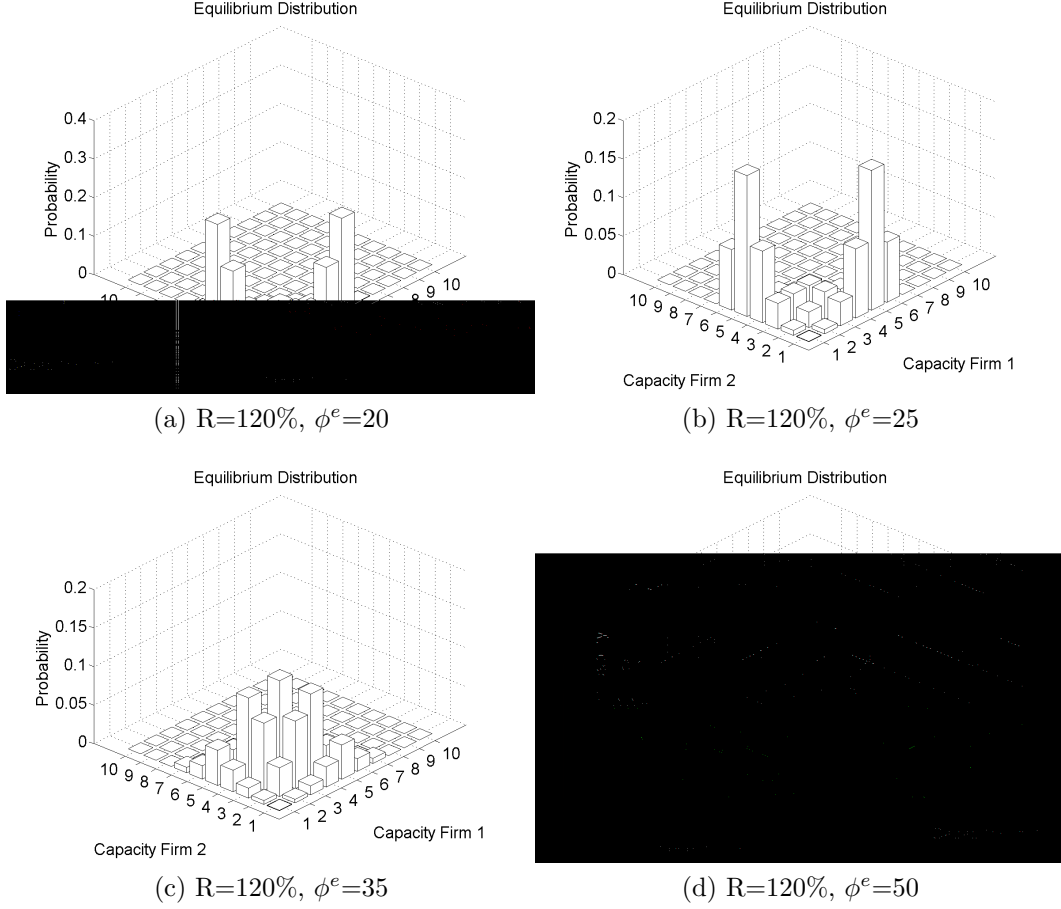 Equilibrium Distribution
0.4
0.3
0.2
0.1
0
Probability
10
8
9
10
(a) R=120%, ϕᵉ=20
Equilibrium Distribution
0.2
0.15
0.1
0.05
0
Probability
10 9 8 7 6 5 4 3 2 1
1 2 3 4 5 6 7 8 9 10
Capacity Firm 2
Capacity Firm 1
(b) R=120%, ϕᵉ=25
Equilibrium Distribution
0.2
0.15
0.1
0.05
0
Probability
10 9 8 7 6 5 4 3 2 1
1 2 3 4 5 6 7 8 9 10
Capacity Firm 2
Capacity Firm 1
(c) R=120%, ϕᵉ=35
Equilibrium Distribution
(d) R=120%, ϕᵉ=50